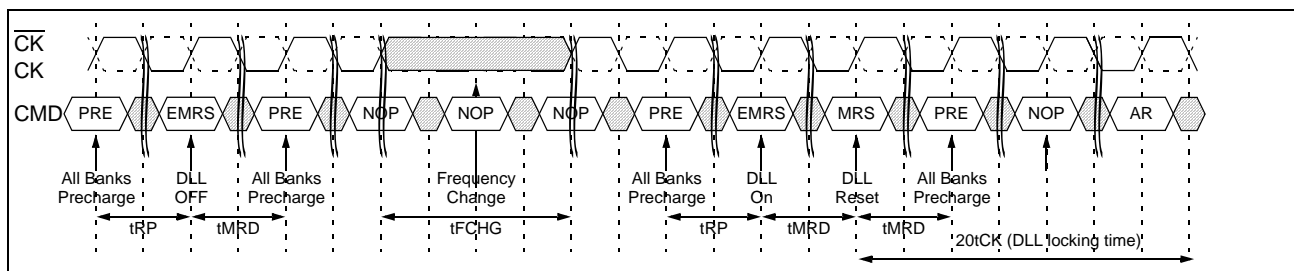 CK
CK
CMD PRE EMRS PRE NOP NOP NOP PRE EMRS MRS PRE NOP AR
All Banks DLL All Banks Frequency All Banks DLL DLL All Banks
Precharge OFF Precharge Change Precharge On Reset Precharge
tRP tMRD tFCHG tRP tMRD tMRD
20tCK (DLL locking time)